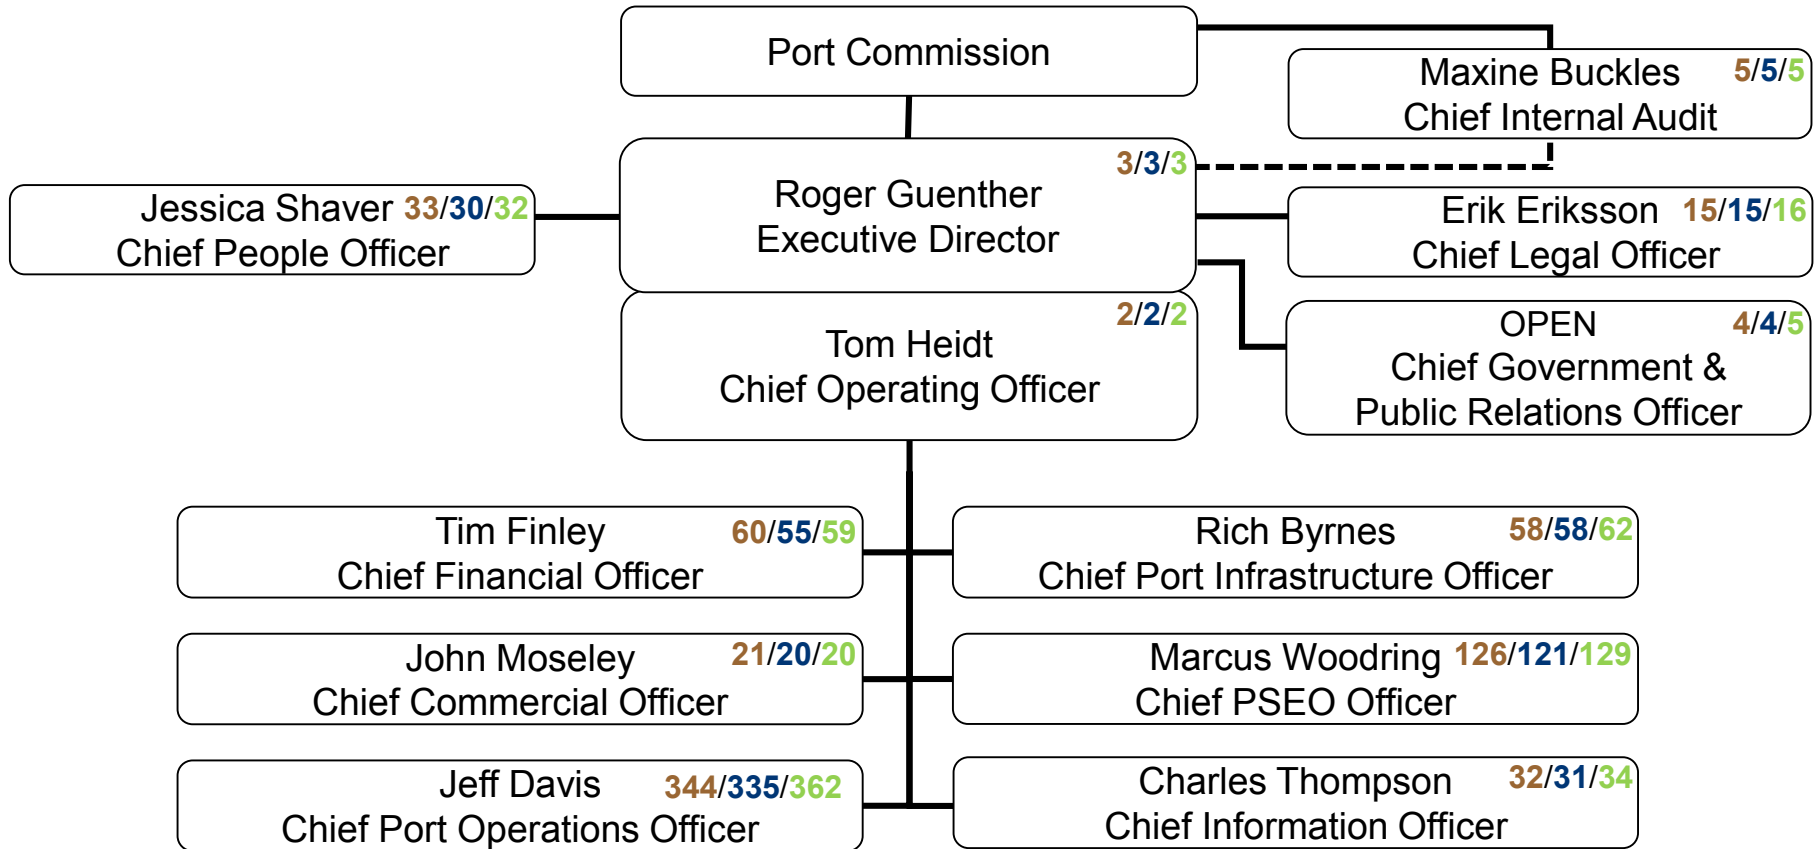 Port Commission
Maxine Buckles 5/5/5
Chief Internal Audit
Roger Guenther 3/3/3
Executive Director
Jessica Shaver 33/30/32
Chief People Officer
Erik Eriksson 15/15/16
Chief Legal Officer
Tom Heidt 2/2/2
Chief Operating Officer
OPEN 4/4/5
Chief Government &
Public Relations Officer
Tim Finley 60/55/59
Chief Financial Officer
Rich Byrnes 58/58/62
Chief Port Infrastructure Officer
John Moseley 21/20/20
Chief Commercial Officer
Marcus Woodring 126/121/129
Chief PSEO Officer
Jeff Davis 344/335/362
Chief Port Operations Officer
Charles Thompson 32/31/34
Chief Information Officer